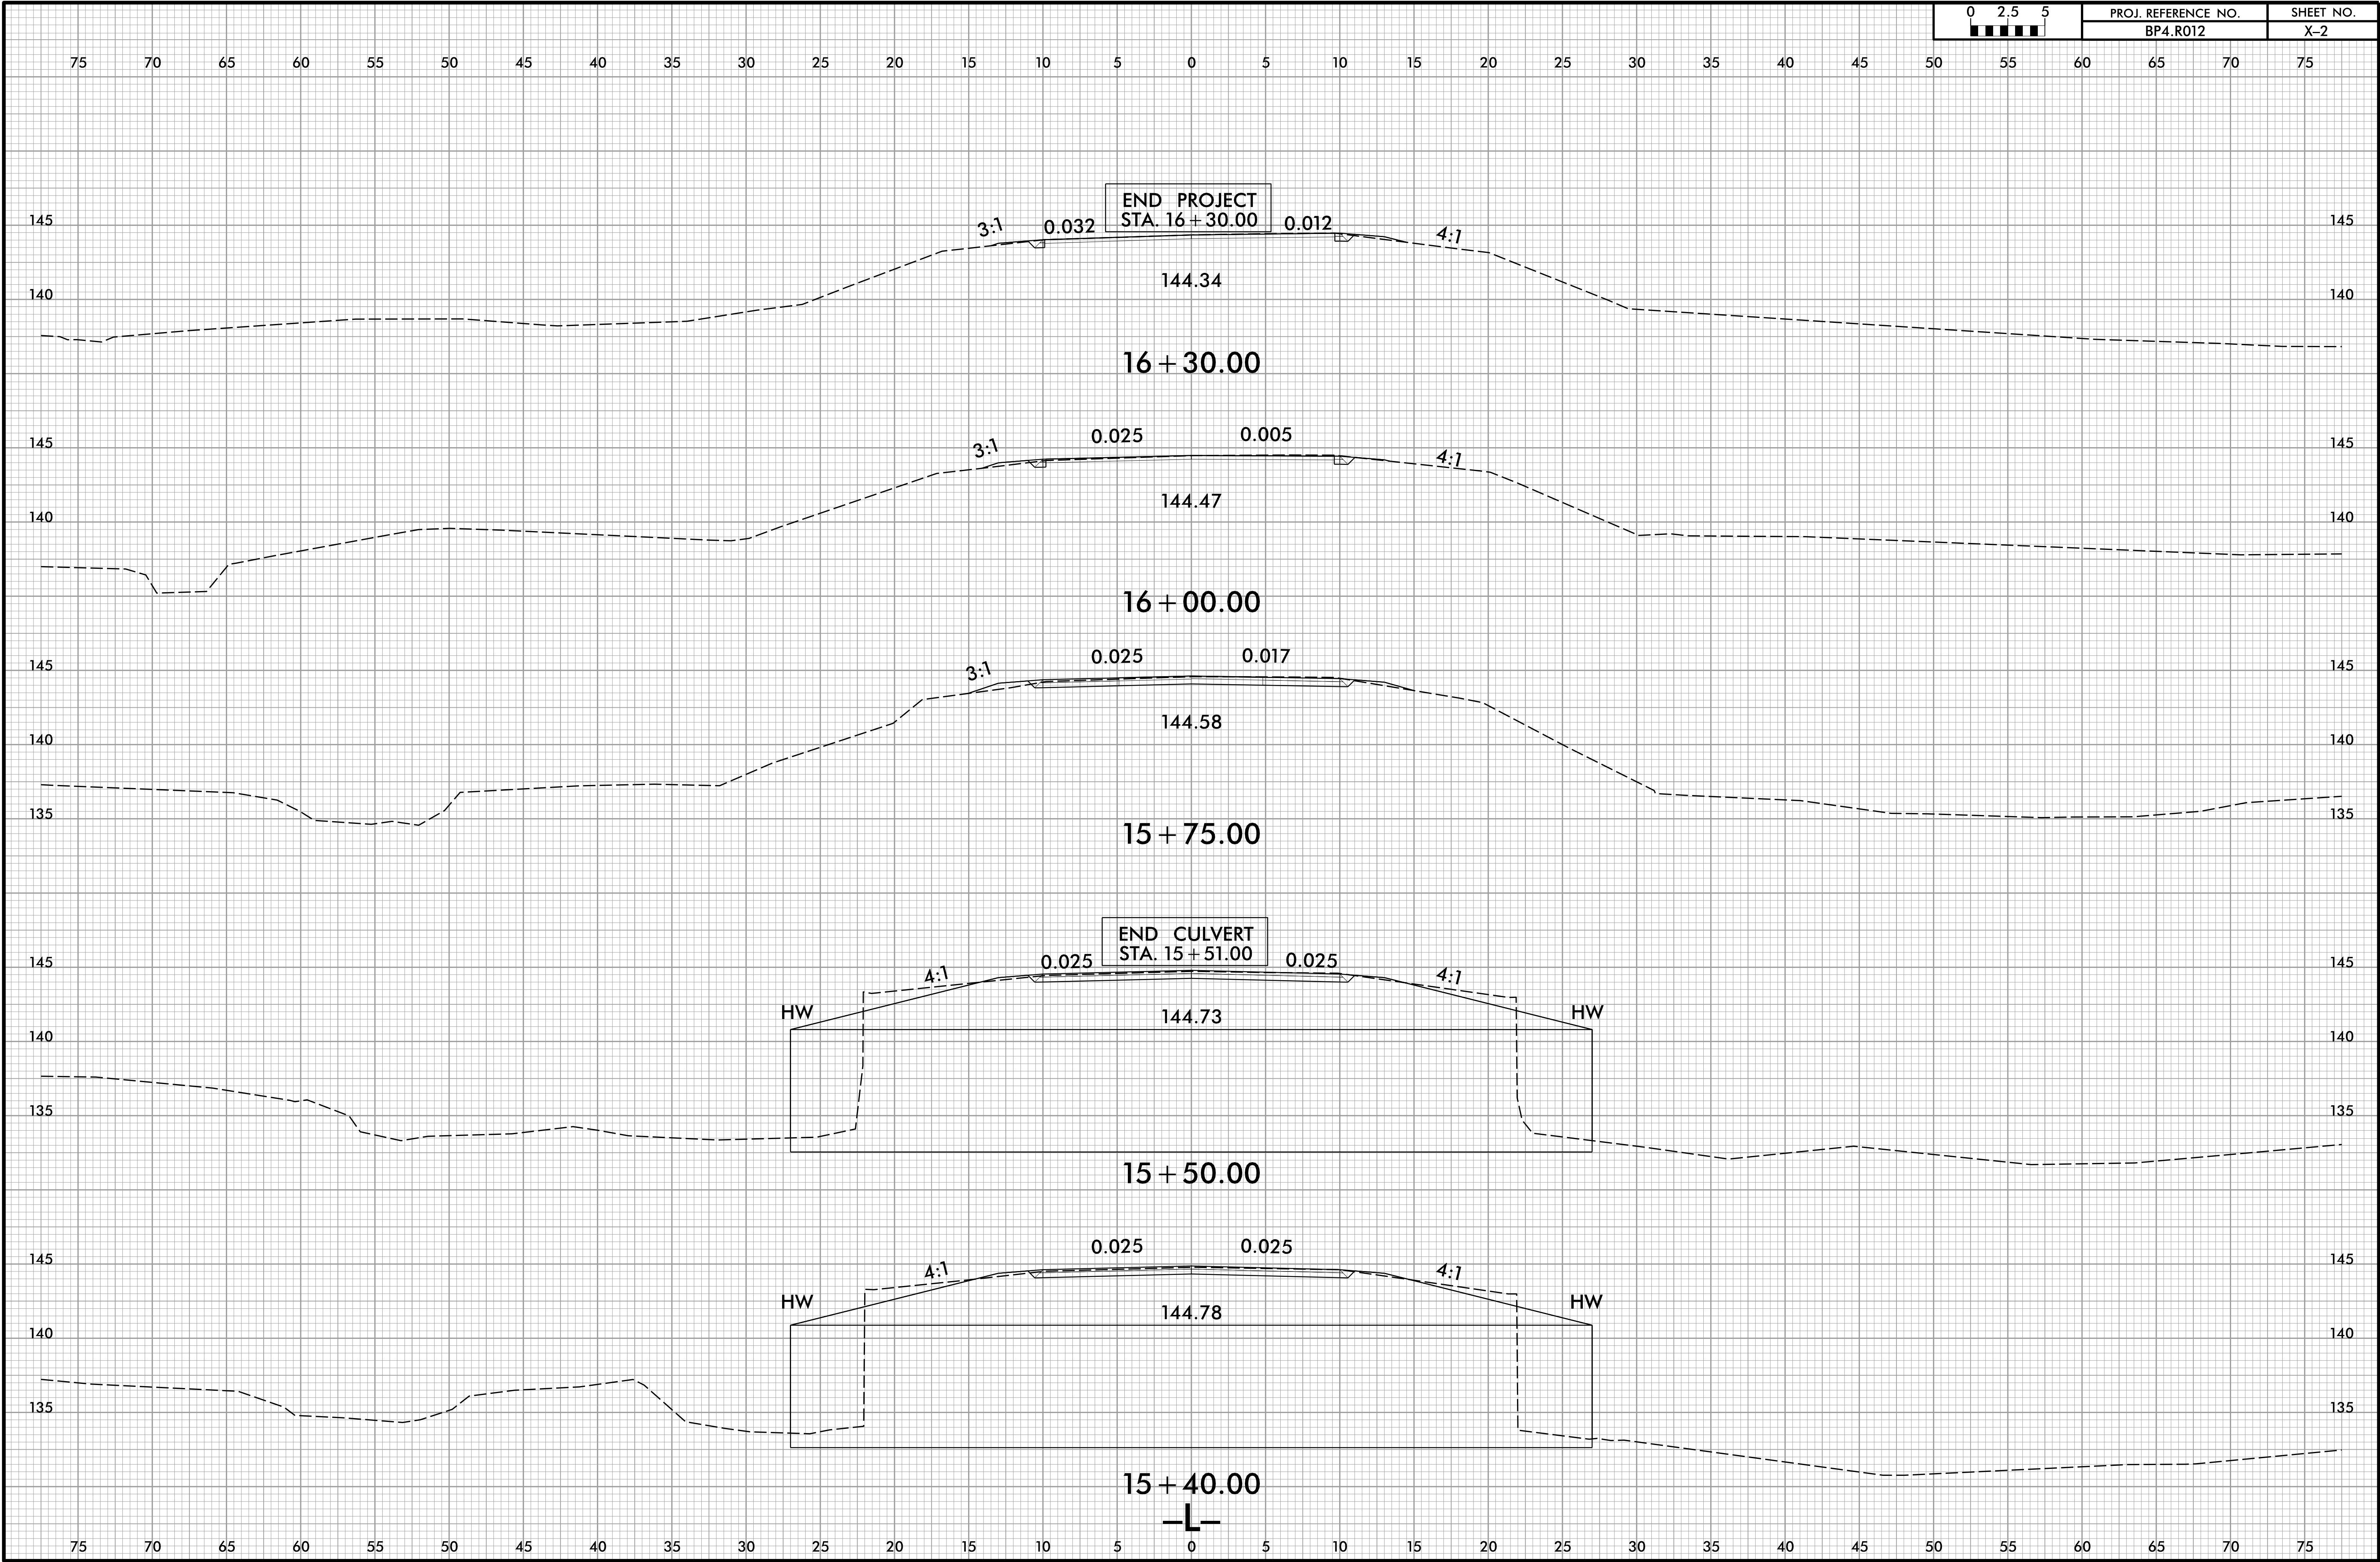 0 2.5 5
PROJ. REFERENCE NO. SHEET NO.
BP4.R012 X–2
75 70 65 60 55 50 45 40 35 30 25 20 15 10 5 0 5 10 15 20 25 30 35 40 45 50 55 60 65 70 75
END PROJECT
STA. 16+30.00
145 3:1 0.032 0.012 4:1 145
144.34
140 140
16+30.00
145 3:1 0.025 0.005 4:1 145
144.47
140 140
16+00.00
145 3:1 0.025 0.017 145
144.58
140 140
135 135
15+75.00
END CULVERT
STA. 15+51.00
145 4:1 0.025 0.025 4:1 145
HW 144.73 HW
140 140
135 135
15+50.00
145 4:1 0.025 0.025 4:1 145
HW 144.78 HW
140 140
135 135
15+40.00
–L–
75 70 65 60 55 50 45 40 35 30 25 20 15 10 5 0 5 10 15 20 25 30 35 40 45 50 55 60 65 70 75